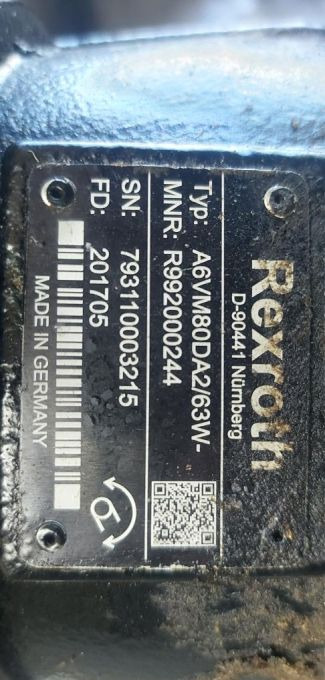 Rexroth
D-90441 Nürnberg
Typ: A6VM80DA2/63W-
MNR: R992000244
SN: 793110003215
FD: 201705
MADE IN GERMANY